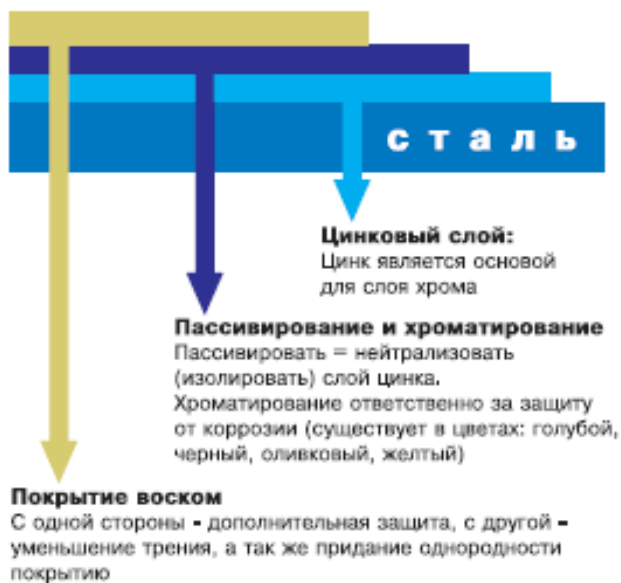 сталь
Цинковый слой:
Цинк является основой
для слоя хрома
Пассивирование и хроматирование
Пассивировать = нейтрализовать
(изолировать) слой цинка.
Хроматирование ответственно за защиту
от коррозии (существует в цветах: голубой,
черный, оливковый, желтый)
Покрытие воском
С одной стороны - дополнительная защита, с другой –
уменьшение трения, а так же придание однородности
покрытию